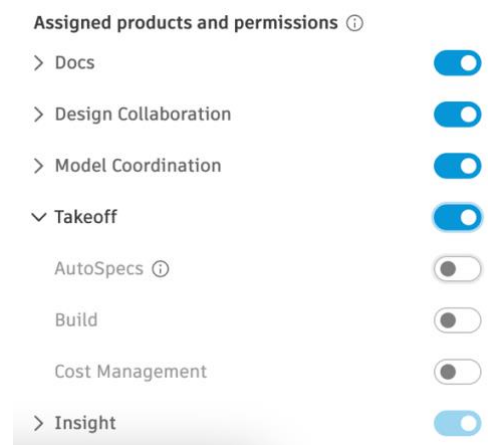 Assigned products and permissions
Docs
Design Collaboration
Model Coordination
Takeoff
AutoSpecs
Build
Cost Management
Insight